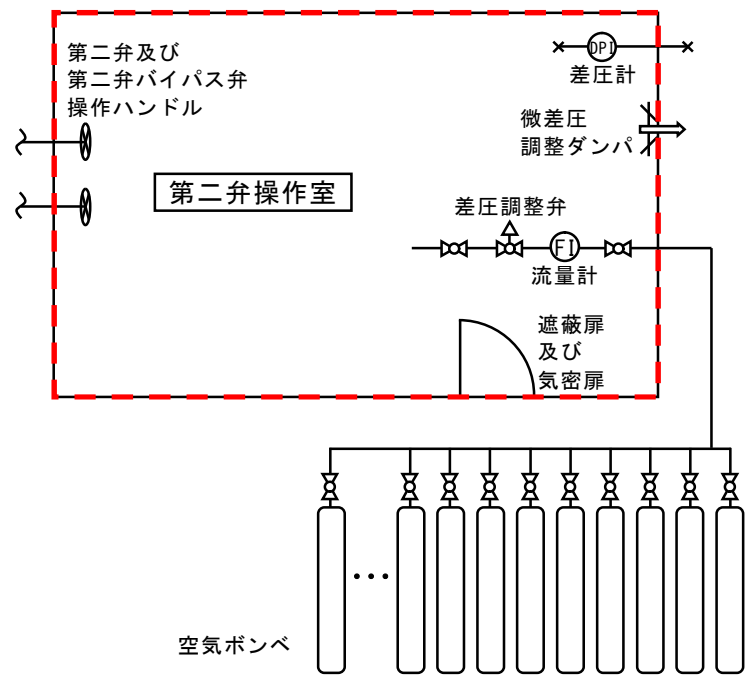 第二弁及び
第二弁バイパス弁
操作ハンドル
DPI
差圧計
微差圧
調整ダンパ
第二弁操作室
差圧調整弁
FI
流量計
遮蔽扉
及び
気密扉
空気ボンベ